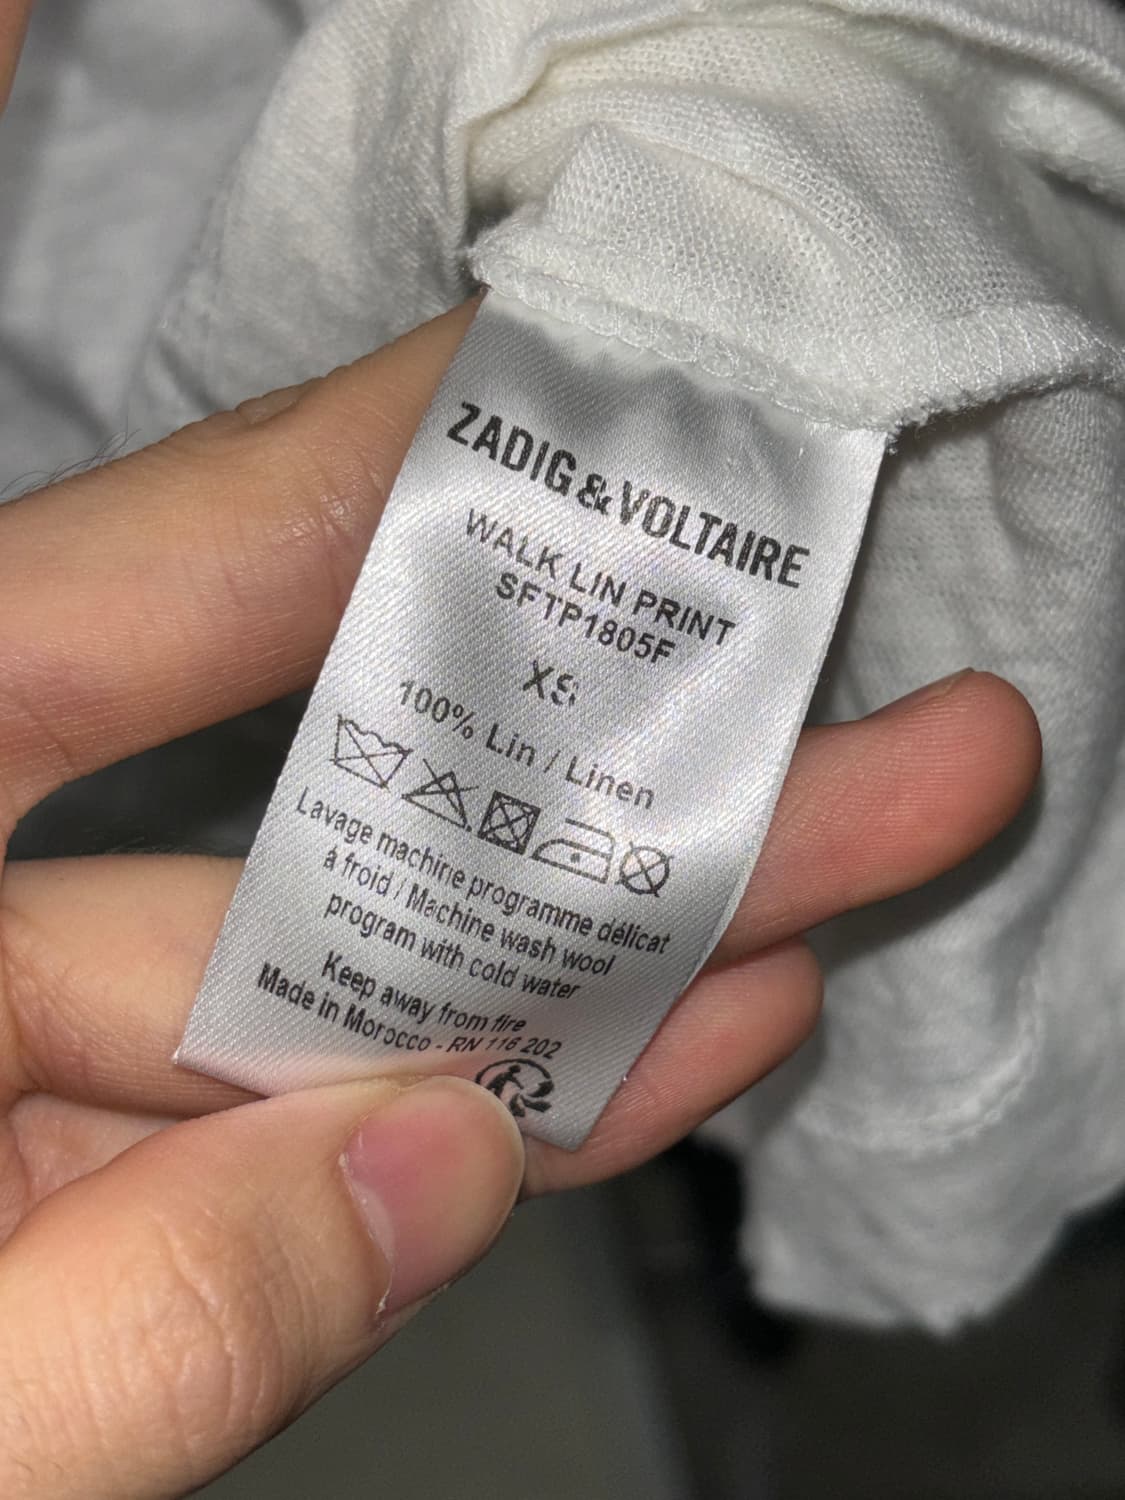 ZADIG&VOLTAIRE
WALK LIN PRINT
SFTP1805F
XS
100% Lin / Linen
Lavage machine programme délicat
à froid / Machine wash wool
program with cold water
Keep away from fire
Made in Morocco - RN 116 202